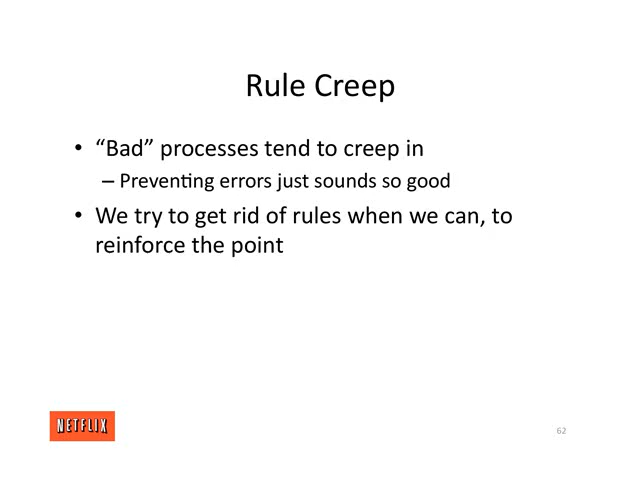 Rule Creep
• “Bad” processes tend to creep in
– Preventing errors just sounds so good
• We try to get rid of rules when we can, to
reinforce the point
NETFLIX
62